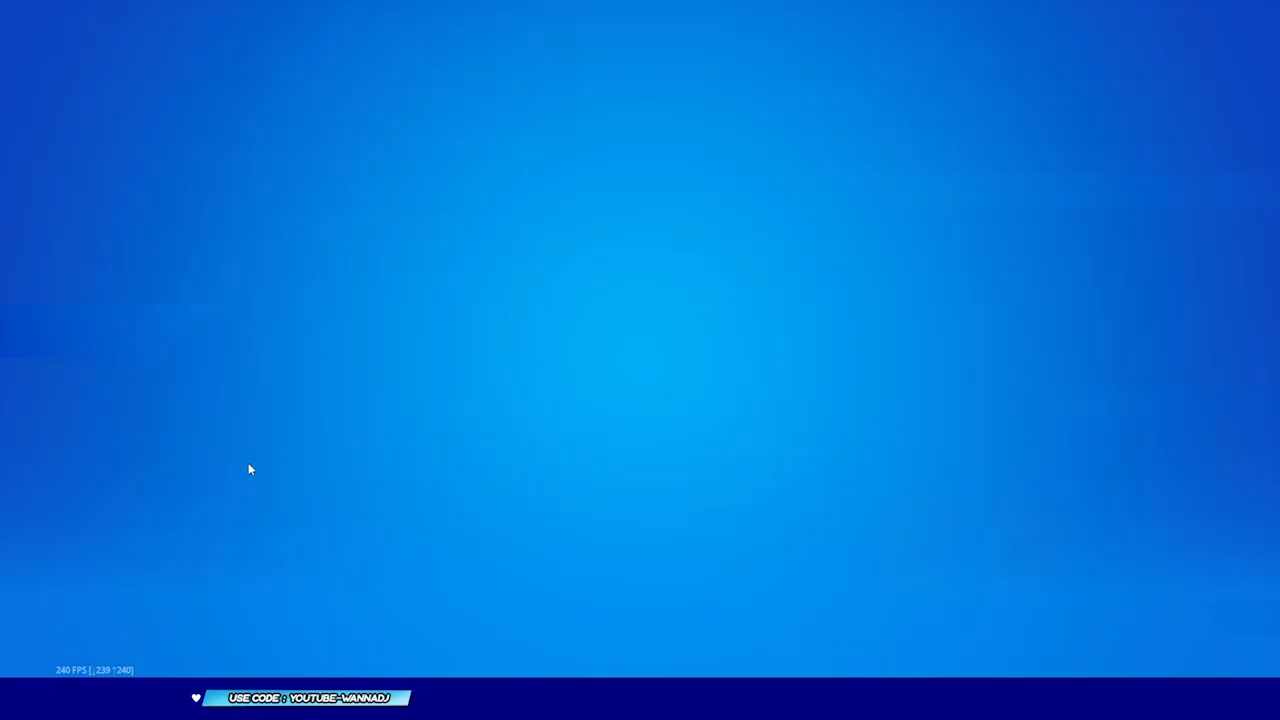 240 FPS [↓239 ↑240]
USE CODE : YOUTUBE-WANNADJ